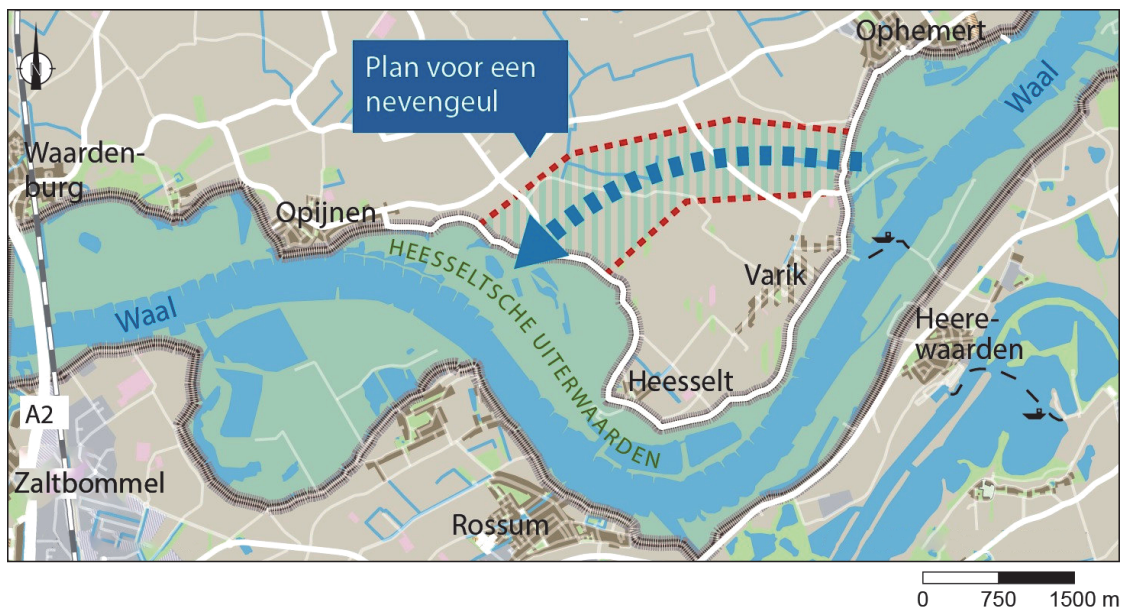 Ophemert
Plan voor een
nevengeul
Waal
N
Waarden-
burg
Opijnen
HEESSELTSCHE UITERWAARDEN
Varik
Waal
Heere-
waarden
Heesselt
A2
Zaltbommel
Rossum
0 750 1500 m